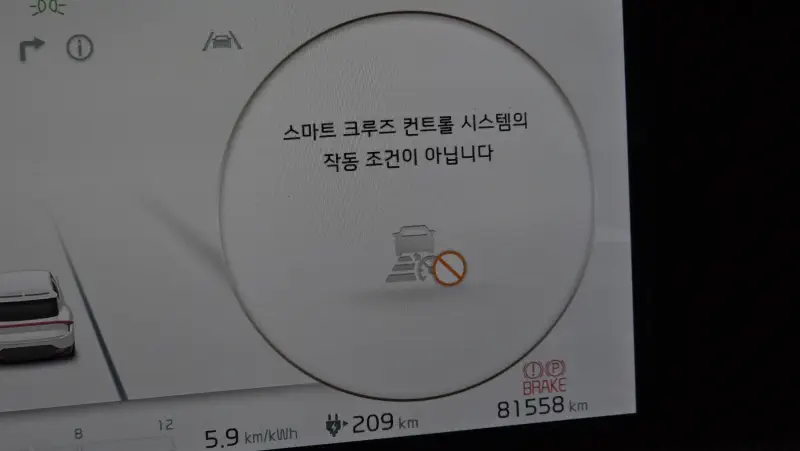 스마트 크루즈 컨트롤 시스템의
작동 조건이 아닙니다
BRAKE
8 12
5.9 km/kWh
209 km
81558 km